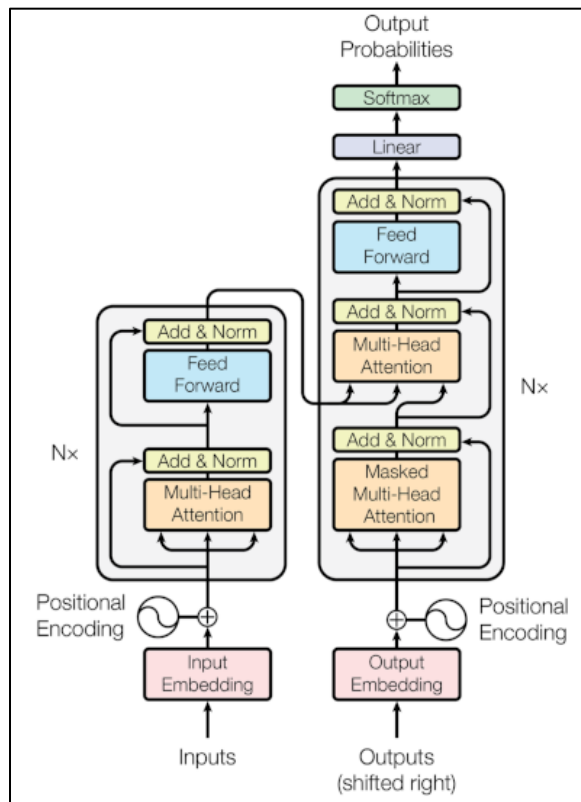 Output
Probabilities
Softmax
Linear
Add & Norm
Feed
Forward
Add & Norm
Multi-Head
Attention
Add & Norm
Masked
Multi-Head
Attention
Nx
Add & Norm
Feed
Forward
Add & Norm
Multi-Head
Attention
Nx
Positional
Encoding
Positional
Encoding
Input
Embedding
Output
Embedding
Inputs
Outputs
(shifted right)